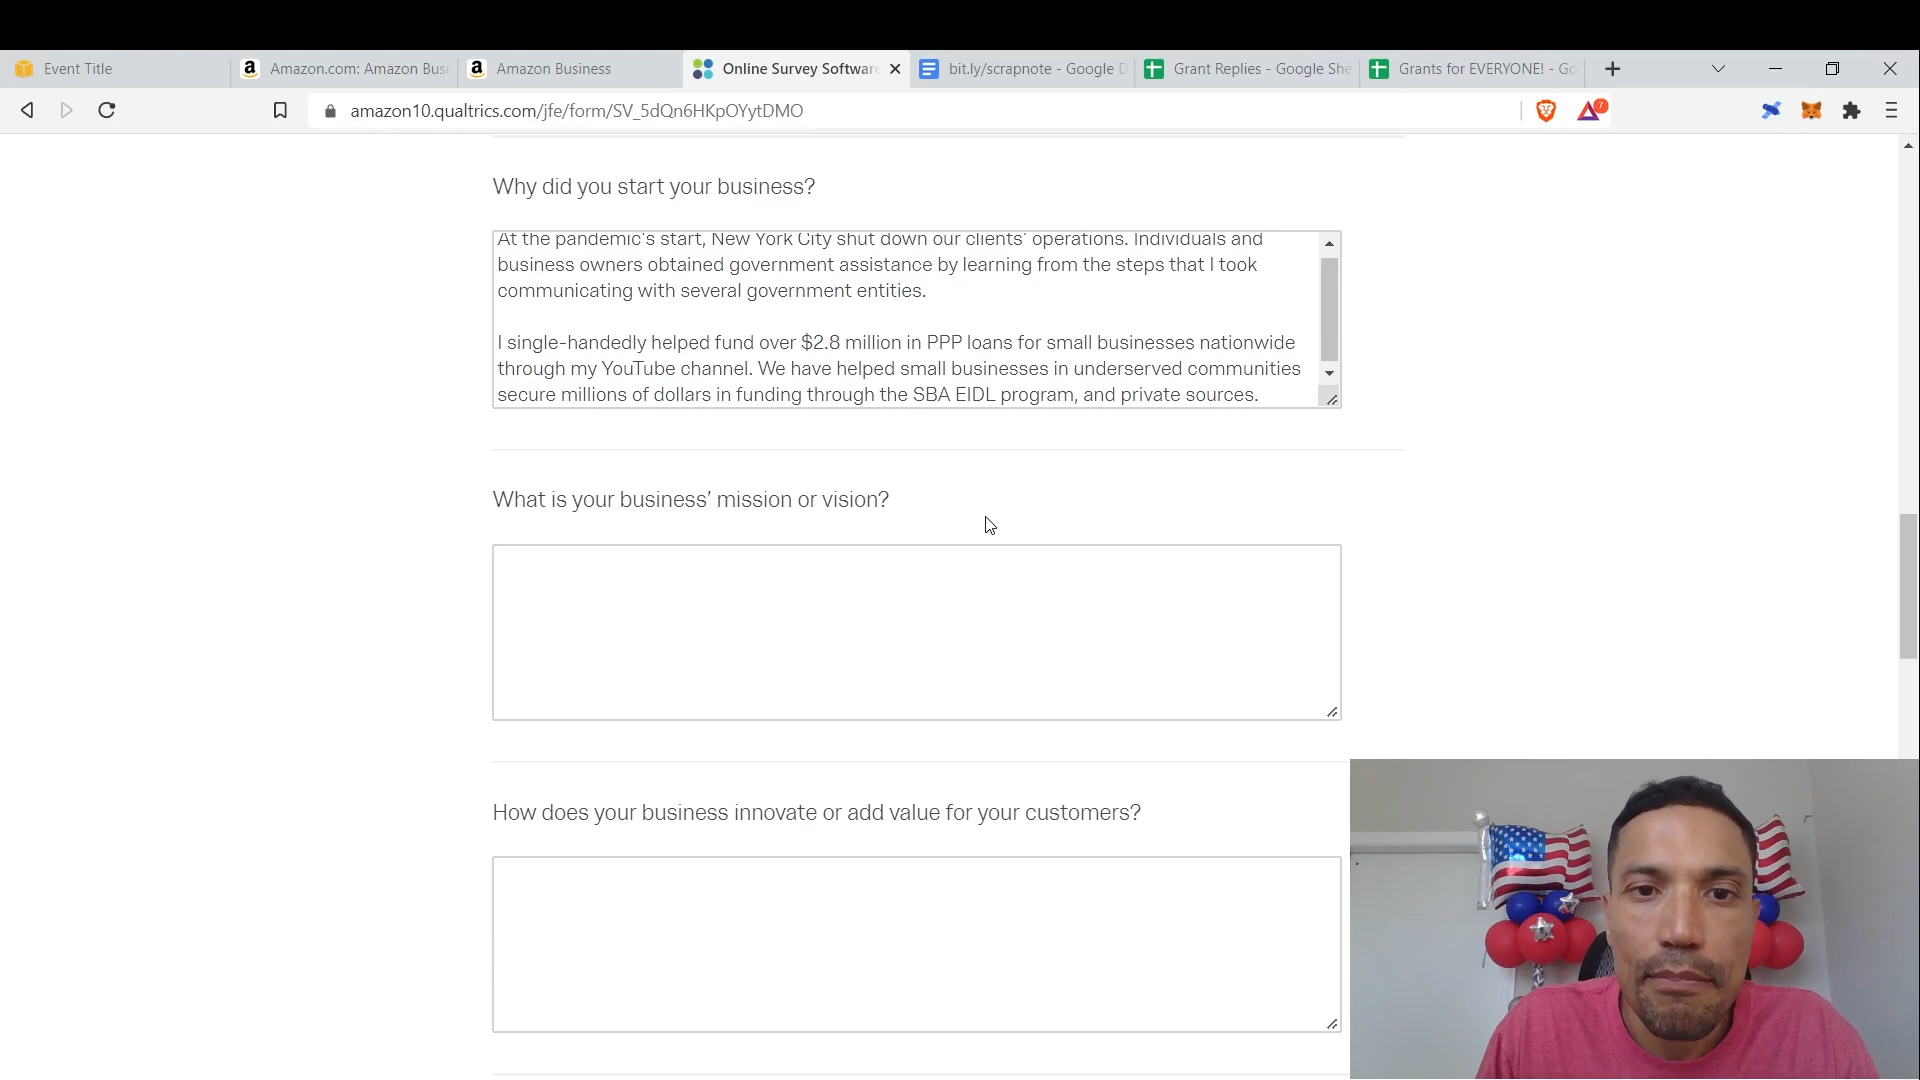 Event Title
Amazon.com: Amazon Busi
Amazon Business
Online Survey Software
bit.ly/scrapnote - Google D
Grant Replies - Google She
Grants for EVERYONE! - Go
amazon10.qualtrics.com/jfe/form/SV_5dQn6HKpOYytDMO
7
Why did you start your business?
At the pandemic's start, New York City shut down our clients' operations. Individuals and
business owners obtained government assistance by learning from the steps that I took
communicating with several government entities.
I single-handedly helped fund over $2.8 million in PPP loans for small businesses nationwide
through my YouTube channel. We have helped small businesses in underserved communities
secure millions of dollars in funding through the SBA EIDL program, and private sources.
What is your business' mission or vision?
How does your business innovate or add value for your customers?